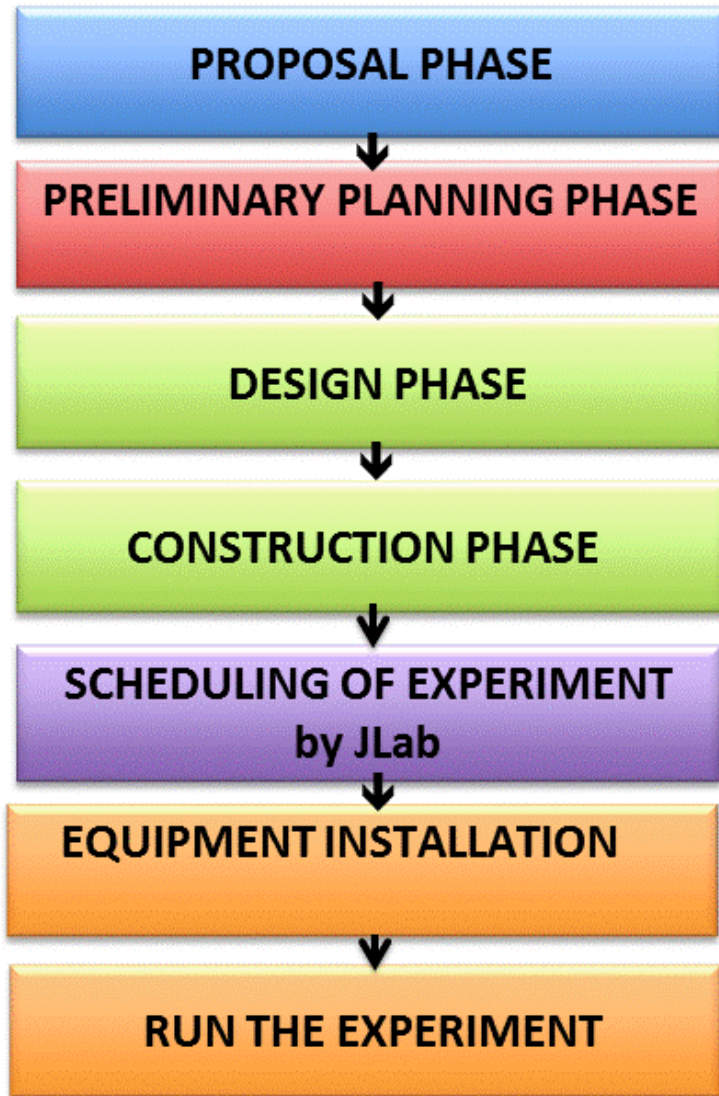 PROPOSAL PHASE
PRELIMINARY PLANNING PHASE
DESIGN PHASE
CONSTRUCTION PHASE
SCHEDULING OF EXPERIMENT
by JLab
EQUIPMENT INSTALLATION
RUN THE EXPERIMENT